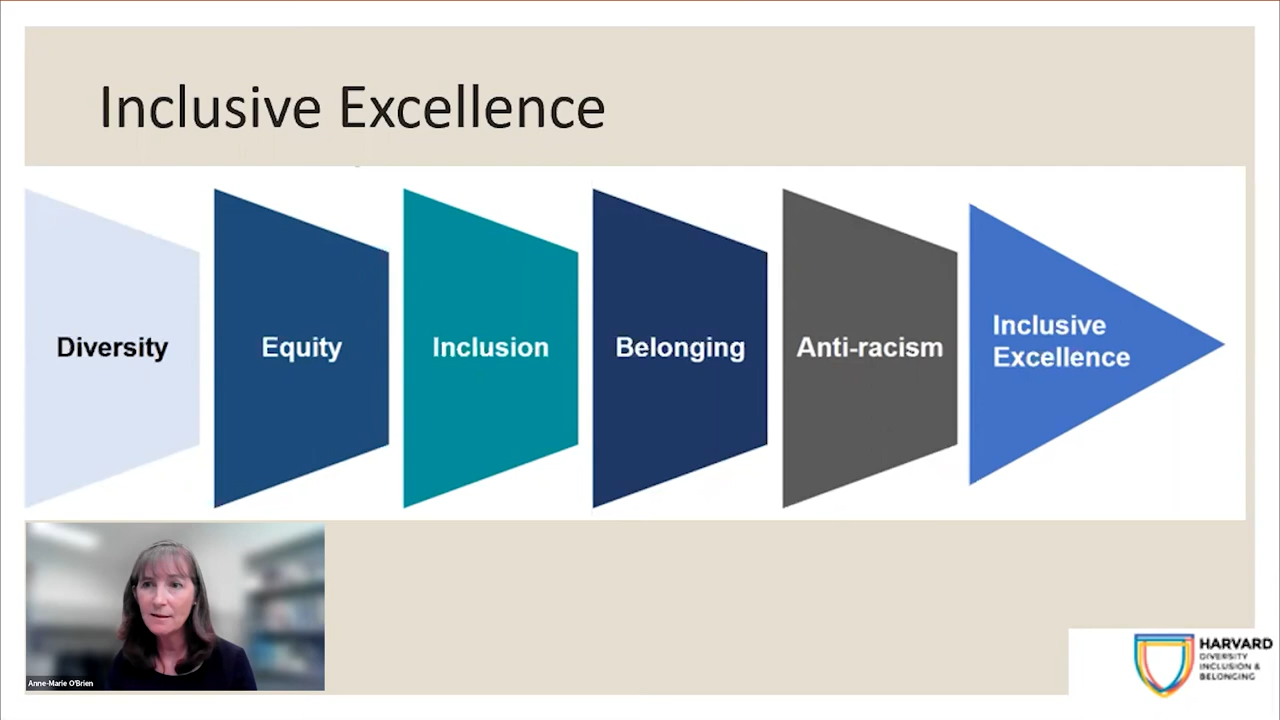 Inclusive Excellence
Diversity
Equity
Inclusion
Belonging
Anti-racism
Inclusive
Excellence
Anne-Marie O'Brien
HARVARD
DIVERSITY
INCLUSION &
BELONGING